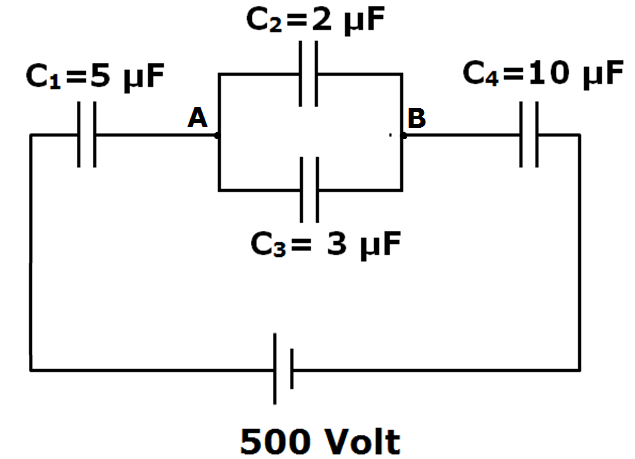 C₂=2 µF
C₁=5 µF
C₄=10 µF
A
B
C₃= 3 µF
500 Volt